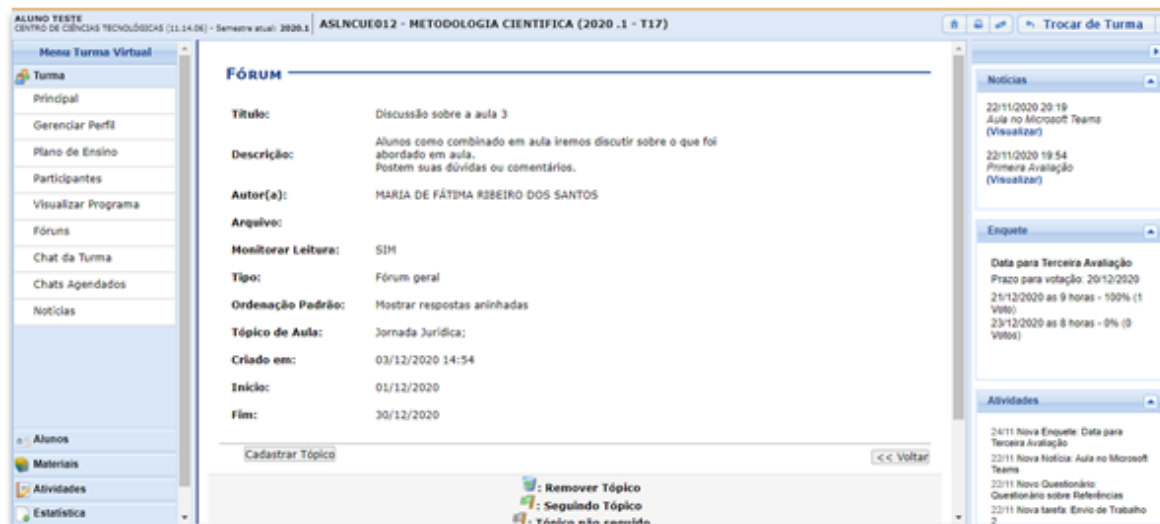 ALUNO TESTE
CENTRO DE CIÊNCIAS TECNOLÓGICAS (11.14.06) - Semestre atual: 2020.1
ASLNCUE012 - METODOLOGIA CIENTIFICA (2020 .1 - T17)
Trocar de Turma
Menu Turma Virtual
Turma
Principal
Gerenciar Perfil
Plano de Ensino
Participantes
Visualizar Programa
Fóruns
Chat da Turma
Chats Agendados
Notícias
Alunos
Materiais
Atividades
Estatística
FÓRUM
Título: Discussão sobre a aula 3
Descrição: Alunos como combinado em aula iremos discutir sobre o que foi
abordado em aula.
Postem suas dúvidas ou comentários.
Autor(a): MARIA DE FÁTIMA RIBEIRO DOS SANTOS
Arquivo:
Monitorar Leitura: SIM
Tipo: Fórum geral
Ordenação Padrão: Mostrar respostas aninhadas
Tópico de Aula: Jornada Jurídica;
Criado em: 03/12/2020 14:54
Início: 01/12/2020
Fim: 30/12/2020
Cadastrar Tópico
<< Voltar
: Remover Tópico
: Seguindo Tópico
: Tópico não seguido
Notícias
22/11/2020 20:19
Aula no Microsoft Teams
(Visualizar)
22/11/2020 19:54
Primeira Avaliação
(Visualizar)
Enquete
Data para Terceira Avaliação
Prazo para votação: 20/12/2020
21/12/2020 as 9 horas - 100% (1
Voto)
23/12/2020 as 8 horas - 0% (0
Votos)
Atividades
24/11 Nova Enquete: Data para
Terceira Avaliação
22/11 Nova Notícia: Aula no Microsoft
Teams
22/11 Novo Questionário:
Questionário sobre Referências
22/11 Nova tarefa: Envio de Trabalho
2